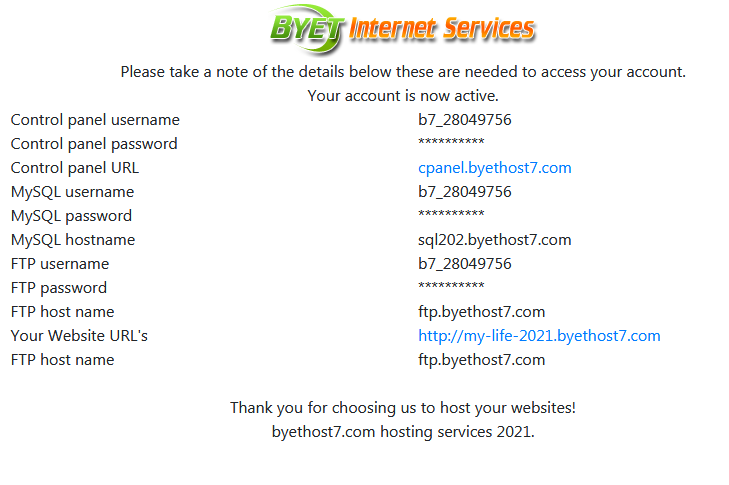 BYET Internet Services
Please take a note of the details below these are needed to access your account.
Your account is now active.
Control panel username b7_28049756
Control panel password **********
Control panel URL cpanel.byethost7.com
MySQL username b7_28049756
MySQL password **********
MySQL hostname sql202.byethost7.com
FTP username b7_28049756
FTP password **********
FTP host name ftp.byethost7.com
Your Website URL's http://my-life-2021.byethost7.com
FTP host name ftp.byethost7.com
Thank you for choosing us to host your websites!
byethost7.com hosting services 2021.